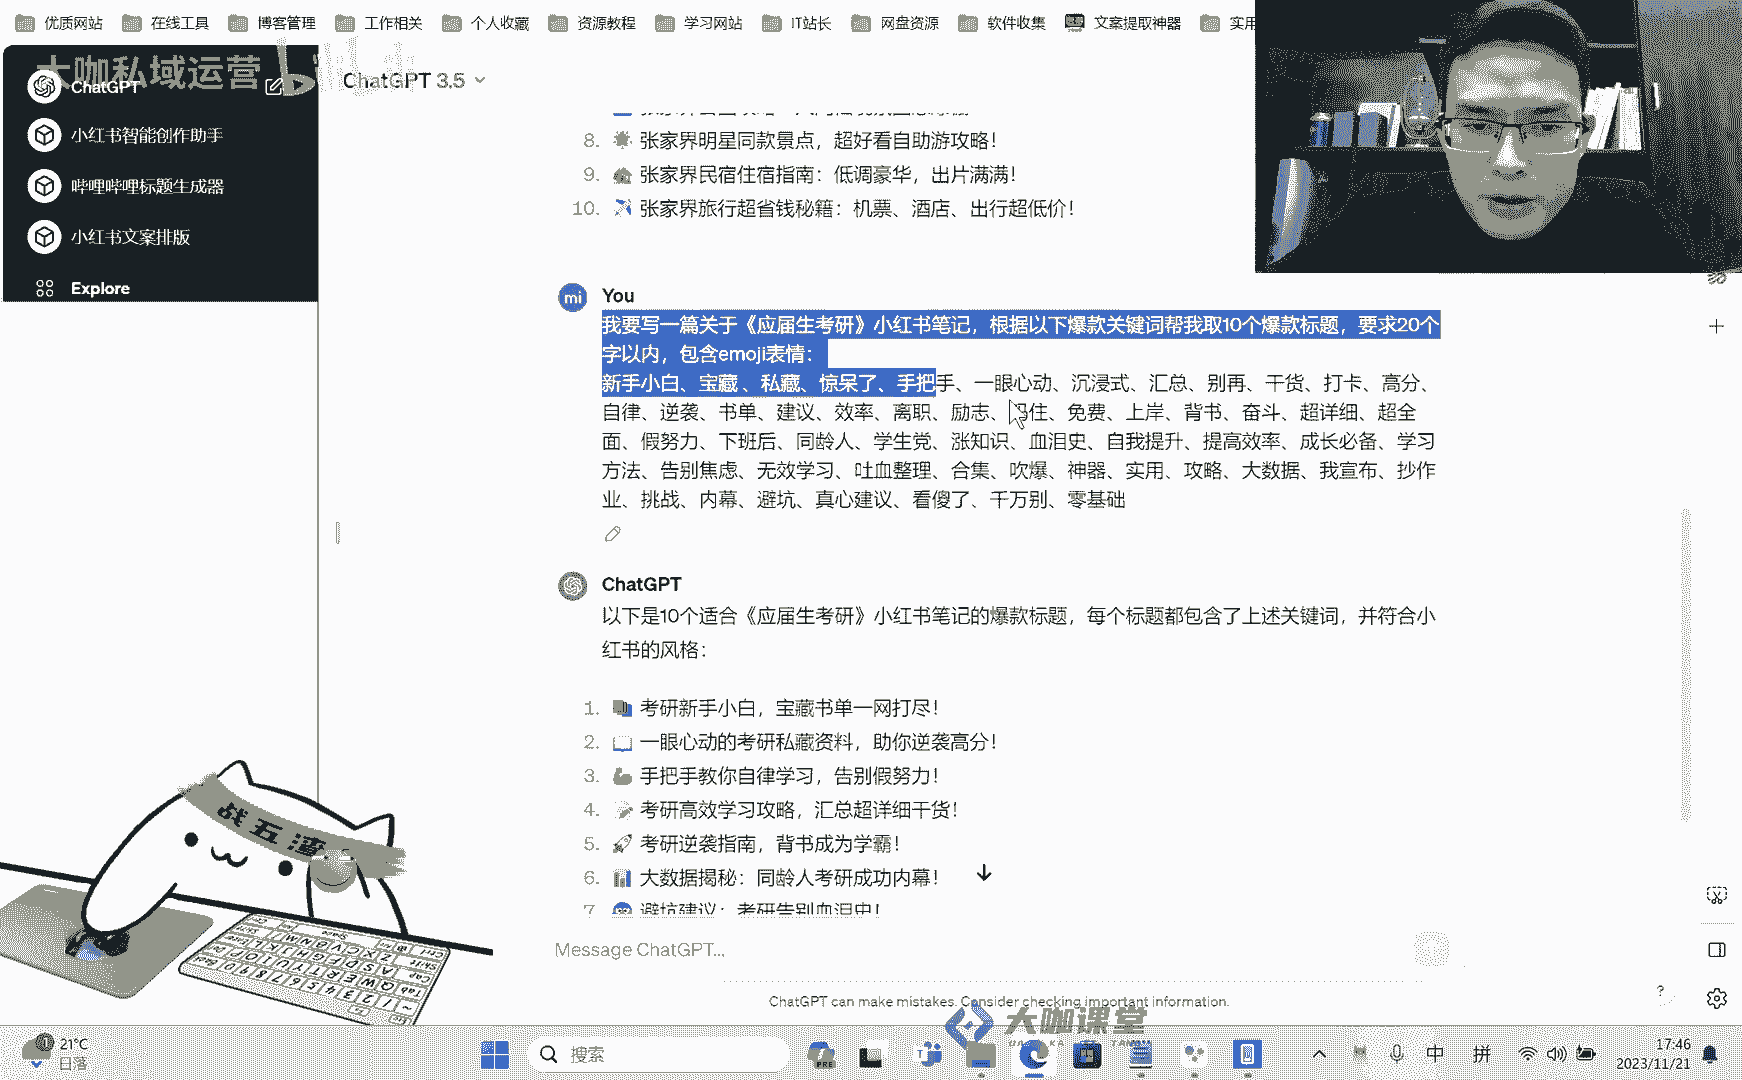 优质网站
在线工具
博客管理
工作相关
个人收藏
资源教程
学习网站
IT站长
网盘资源
软件收集
文案提取神器
实用
大咖私域运营
ChatGPT
小红书智能创作助手
哔哩哔哩标题生成器
小红书文案排版
Explore
ChatGPT 3.5
8. 张家界明星同款景点，超好看自助游攻略！
9. 张家界民宿住宿指南：低调豪华，出片满满！
10. 张家界旅行超省钱秘籍：机票、酒店、出行超低价！
mi
You
我要写一篇关于《应届生考研》小红书笔记，根据以下爆款关键词帮我取10个爆款标题，要求20个
字以内，包含emoji表情：
新手小白、宝藏 、私藏、惊呆了、手把手、一眼心动、沉浸式、汇总、别再、干货、打卡、高分、
自律、逆袭、书单、建议、效率、离职、励志、住、免费、上岸、背书、奋斗、超详细、超全
面、假努力、下班后、同龄人、学生党、涨知识、血泪史、自我提升、提高效率、成长必备、学习
方法、告别焦虑、无效学习、吐血整理、合集、吹爆、神器、实用、攻略、大数据、我宣布、抄作
业、挑战、内幕、避坑、真心建议、看傻了、千万别、零基础
ChatGPT
以下是10个适合《应届生考研》小红书笔记的爆款标题，每个标题都包含了上述关键词，并符合小
红书的风格：
1. 考研新手小白，宝藏书单一网打尽！
2. 一眼心动的考研私藏资料，助你逆袭高分！
3. 手把手教你自律学习，告别假努力！
4. 考研高效学习攻略，汇总超详细干货！
5. 考研逆袭指南，背书成为学霸！
6. 大数据揭秘：同龄人考研成功内幕！
7. 避坑建议：考研告别血泪史！
Message ChatGPT...
ChatGPT can make mistakes. Consider checking important information.
?
战五渣
大咖课堂
21°C
日落
搜索
PRE
中
拼
17:46
2023/11/21